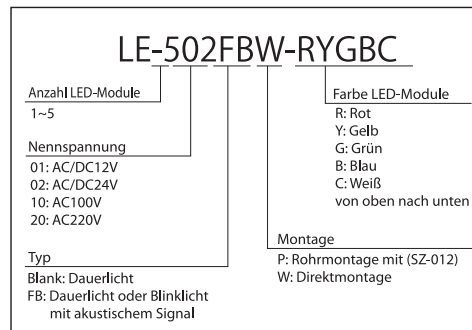 LE-502FBW-RYGBC
Anzahl LED-Module
1~5
Nennspannung
01: AC/DC12V
02: AC/DC24V
10: AC100V
20: AC220V
Typ
Blank: Dauerlicht
FB: Dauerlicht oder Blinklicht
mit akustischem Signal
Farbe LED-Module
R: Rot
Y: Gelb
G: Grün
B: Blau
C: Weiß
von oben nach unten
Montage
P: Rohrmontage mit (SZ-012)
W: Direktmontage